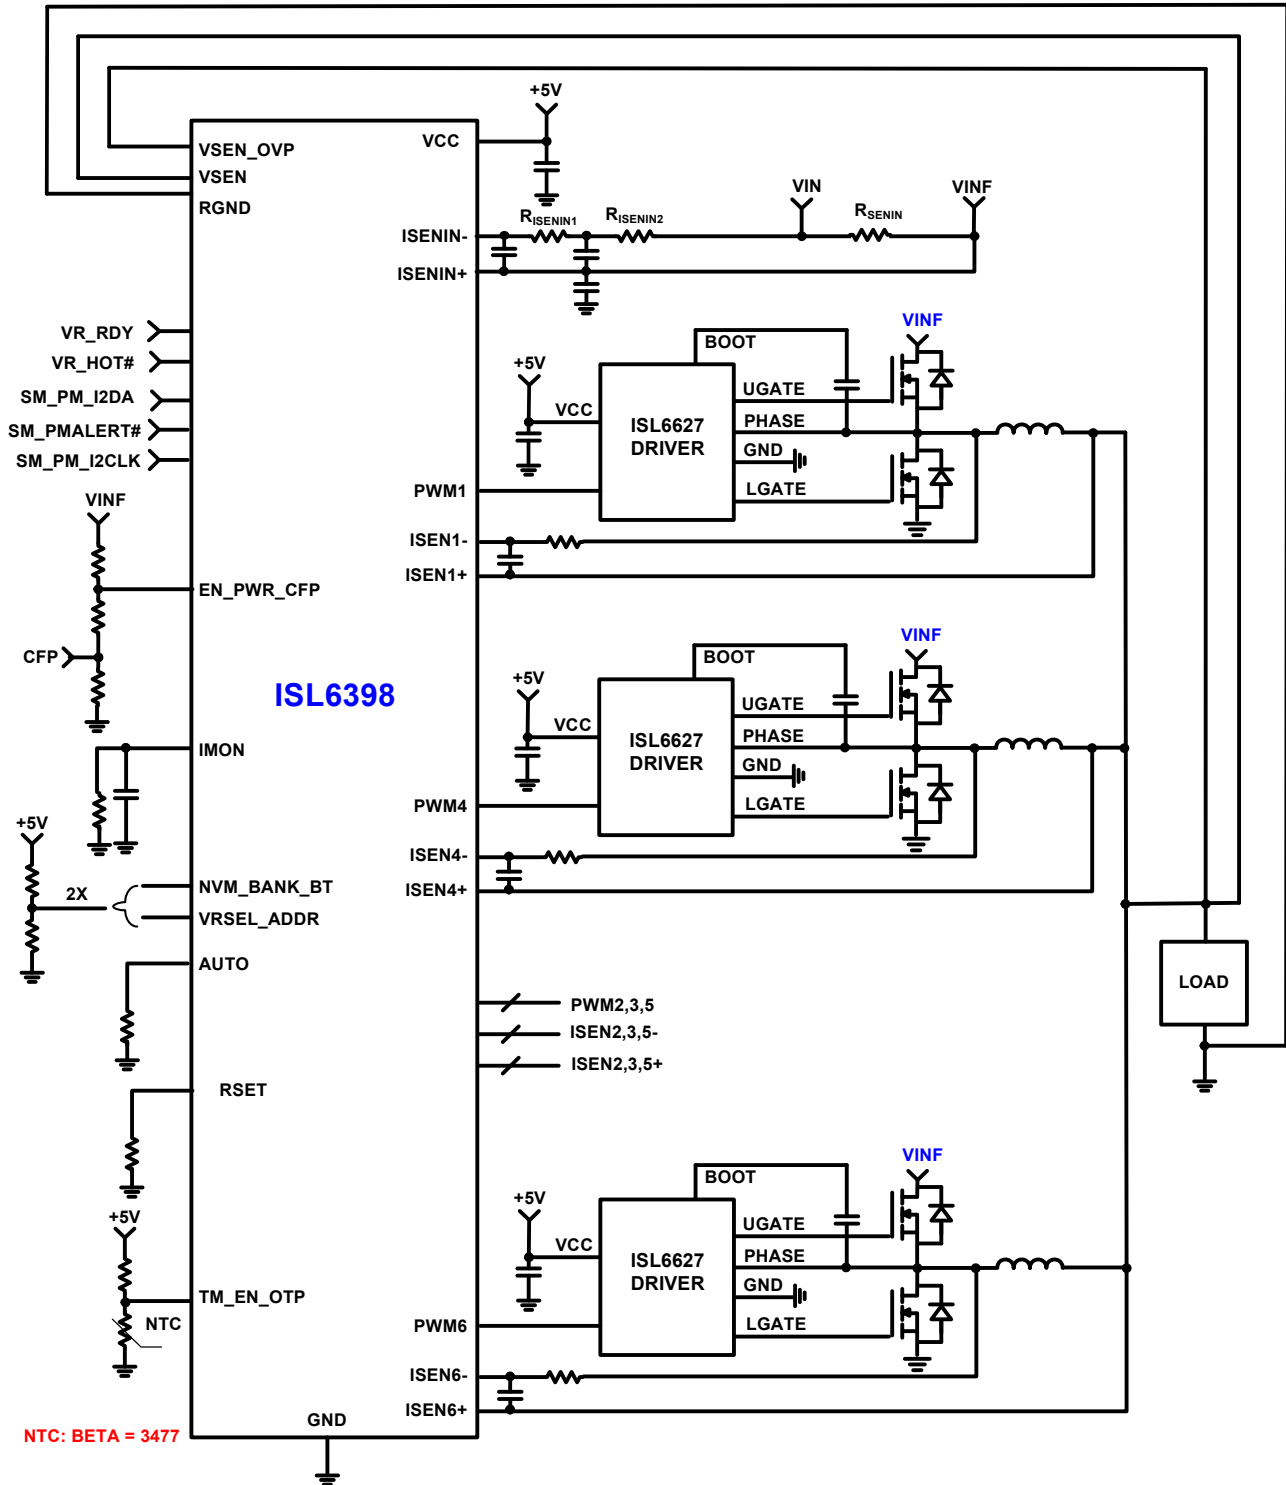 +5V
VSEN_OVP
VCC
VSEN
RGND
VIN
VINF
RISENIN1
RISENIN2
RSENIN
ISENIN-
ISENIN+
VR_RDY
VR_HOT#
SM_PM_I2DA
SM_PMALERT#
SM_PM_I2CLK
VINF
BOOT
+5V
VCC
UGATE
ISL6627
DRIVER
PHASE
GND
LGATE
PWM1
VINF
ISEN1-
ISEN1+
EN_PWR_CFP
CFP
ISL6398
VINF
BOOT
+5V
VCC
UGATE
ISL6627
DRIVER
PHASE
GND
LGATE
IMON
PWM4
+5V
ISEN4-
ISEN4+
2X
NVM_BANK_BT
VRSEL_ADDR
AUTO
LOAD
PWM2,3,5
ISEN2,3,5-
ISEN2,3,5+
RSET
VINF
BOOT
+5V
+5V
VCC
UGATE
ISL6627
DRIVER
PHASE
GND
LGATE
TM_EN_OTP
NTC
PWM6
ISEN6-
ISEN6+
GND
NTC: BETA = 3477